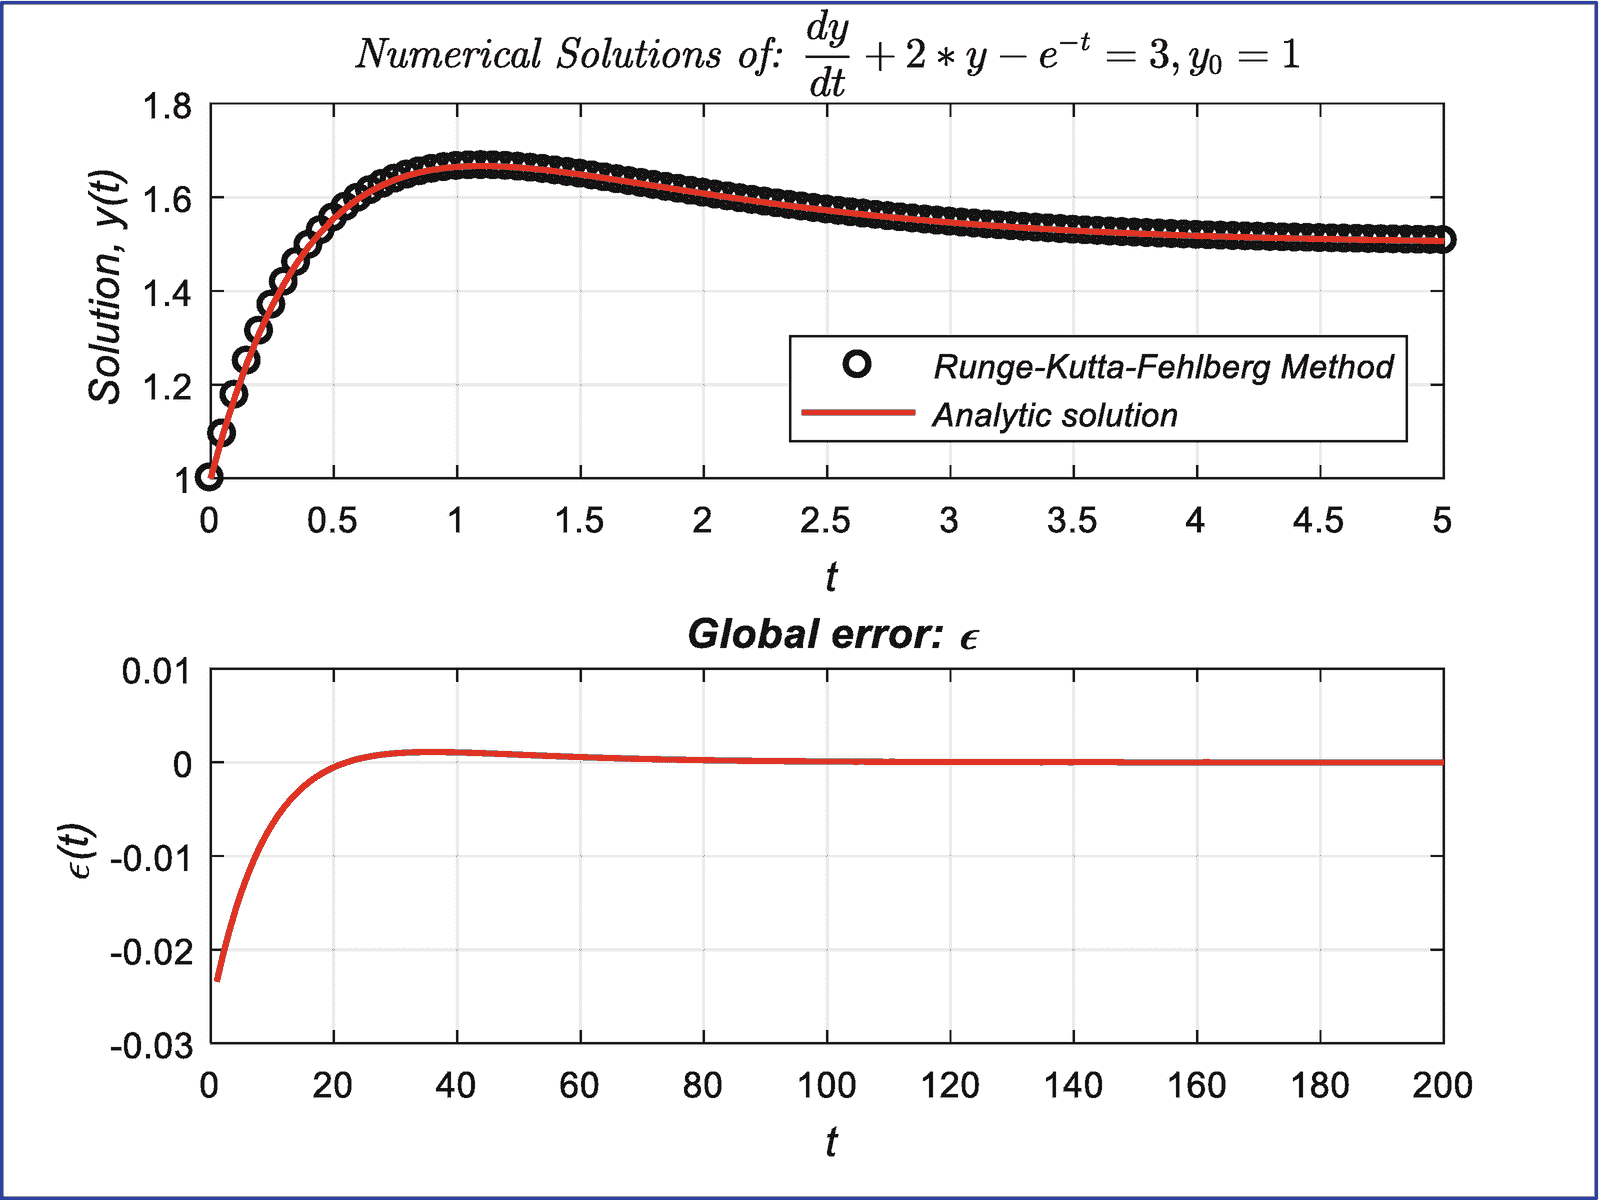 Numerical Solutions of: dy/dt + 2 * y − e^{−t} = 3, y_0 = 1
1.8
1.6
1.4
1.2
1
Solution, y(t)
Runge-Kutta-Fehlberg Method
Analytic solution
0 0.5 1 1.5 2 2.5 3 3.5 4 4.5 5
t
Global error: ϵ
0.01
0
-0.01
-0.02
-0.03
ϵ(t)
0 20 40 60 80 100 120 140 160 180 200
t